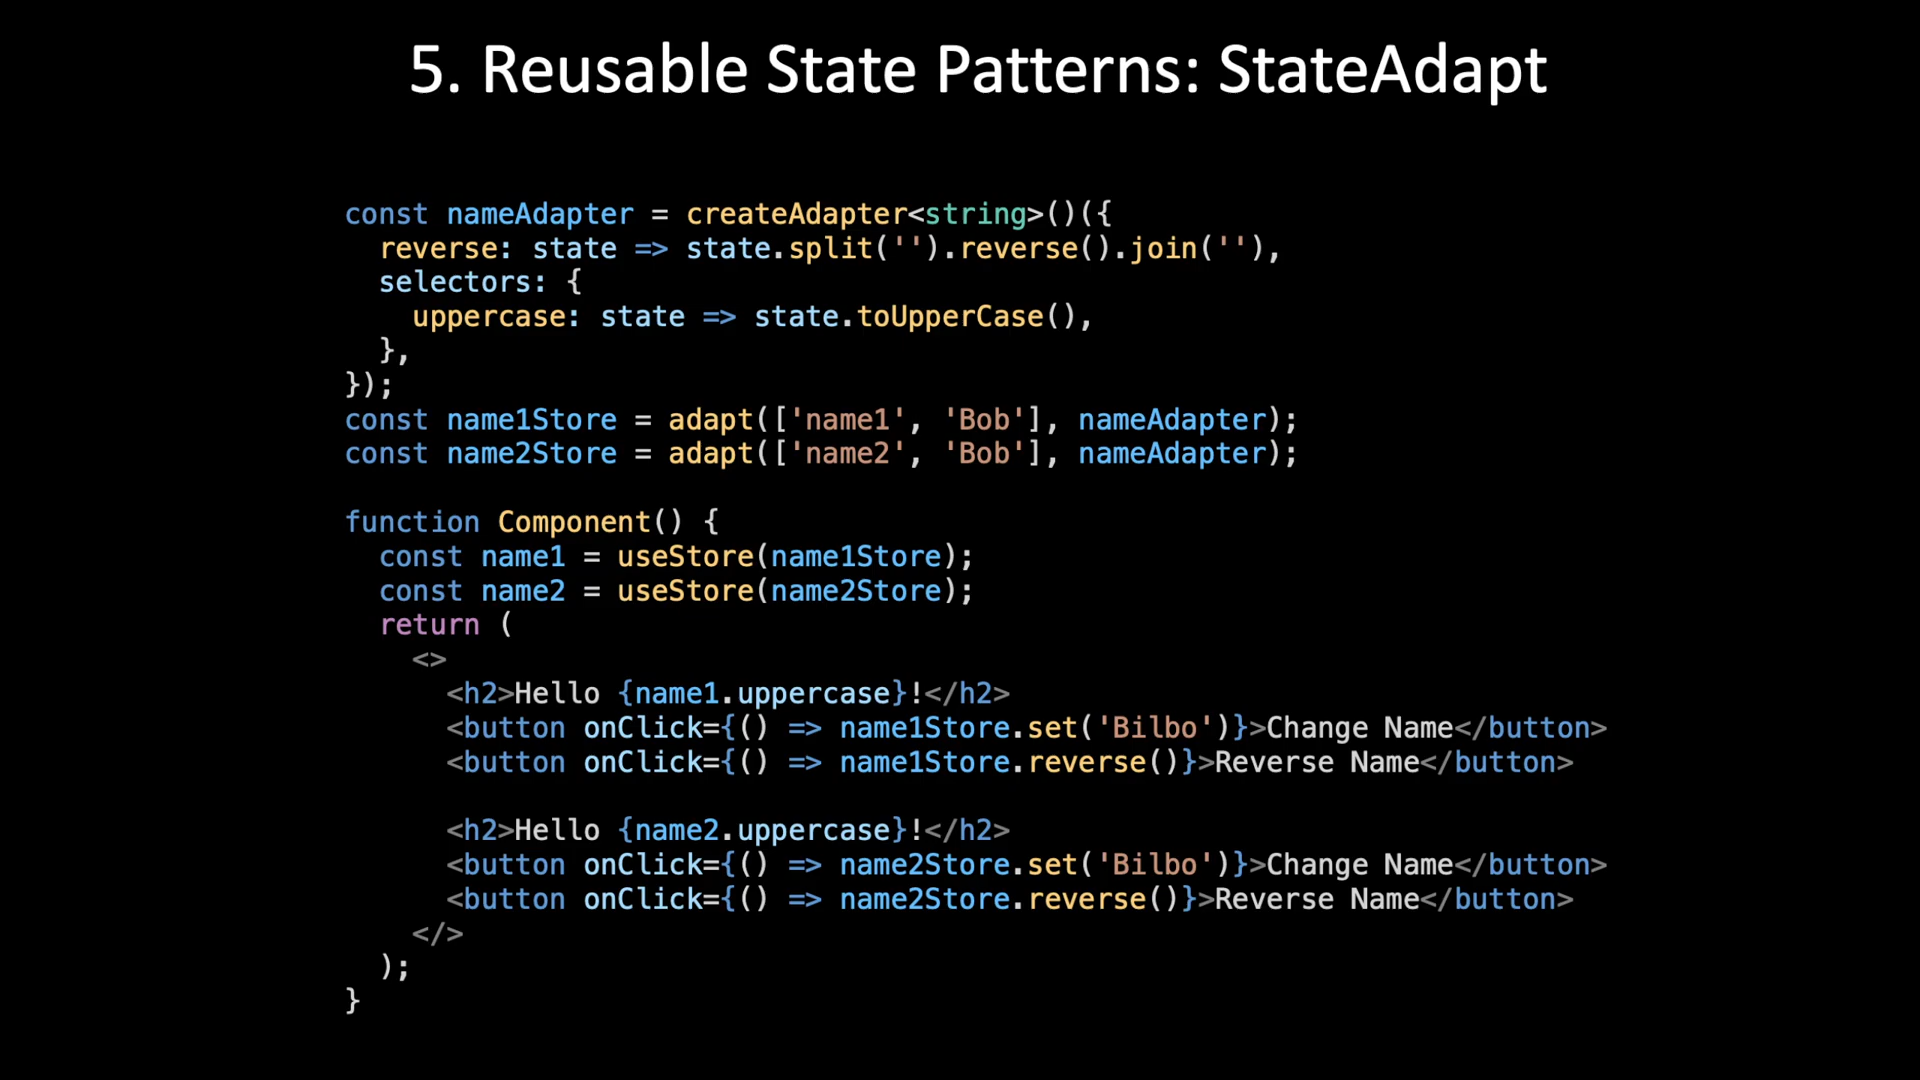 5. Reusable State Patterns: StateAdapt
const nameAdapter = createAdapter<string>()({
  reverse: state => state.split('').reverse().join(''),
  selectors: {
    uppercase: state => state.toUpperCase(),
  },
});
const name1Store = adapt(['name1', 'Bob'], nameAdapter);
const name2Store = adapt(['name2', 'Bob'], nameAdapter);

function Component() {
  const name1 = useStore(name1Store);
  const name2 = useStore(name2Store);
  return (
    <>
      <h2>Hello {name1.uppercase}!</h2>
      <button onClick={() => name1Store.set('Bilbo')}>Change Name</button>
      <button onClick={() => name1Store.reverse()}>Reverse Name</button>

      <h2>Hello {name2.uppercase}!</h2>
      <button onClick={() => name2Store.set('Bilbo')}>Change Name</button>
      <button onClick={() => name2Store.reverse()}>Reverse Name</button>
    </>
  );
}